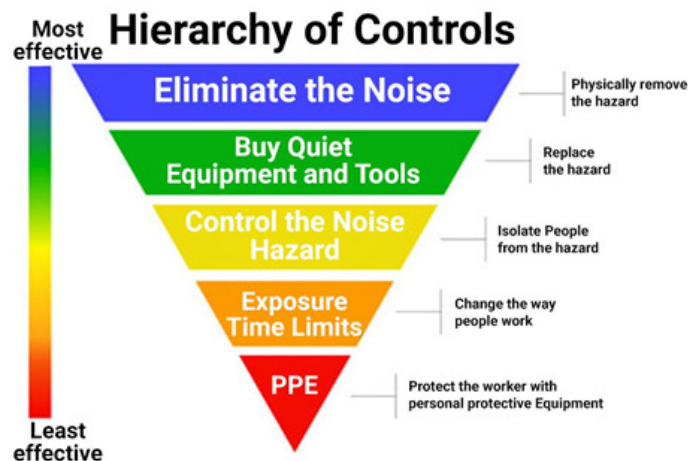 Most
effective
Hierarchy of Controls
Eliminate the Noise
Physically remove
the hazard
Buy Quiet
Equipment and Tools
Replace
the hazard
Control the Noise
Hazard
Isolate People
from the hazard
Exposure
Time Limits
Change the way
people work
PPE
Protect the worker with
personal protective Equipment
Least
effective